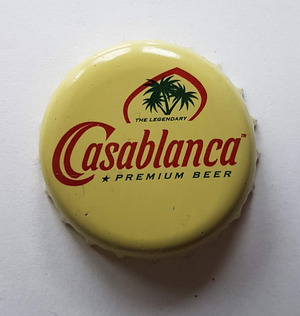 THE LEGENDARY
Casablanca™
★ PREMIUM BEER